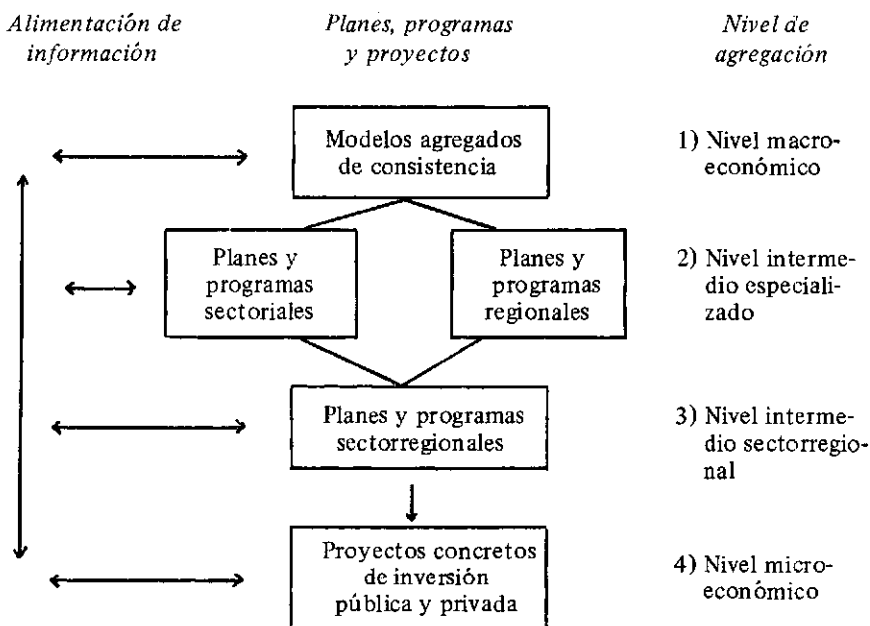 Alimentación de
información
Planes, programas
y proyectos
Nivel de
agregación
Modelos agregados
de consistencia
1) Nivel macro-
económico
Planes y
programas
sectoriales
Planes y
programas
regionales
2) Nivel interme-
dio especiali-
zado
Planes y programas
sectorregionales
3) Nivel interme-
dio sectorregio-
nal
Proyectos concretos
de inversión
pública y privada
4) Nivel micro-
económico